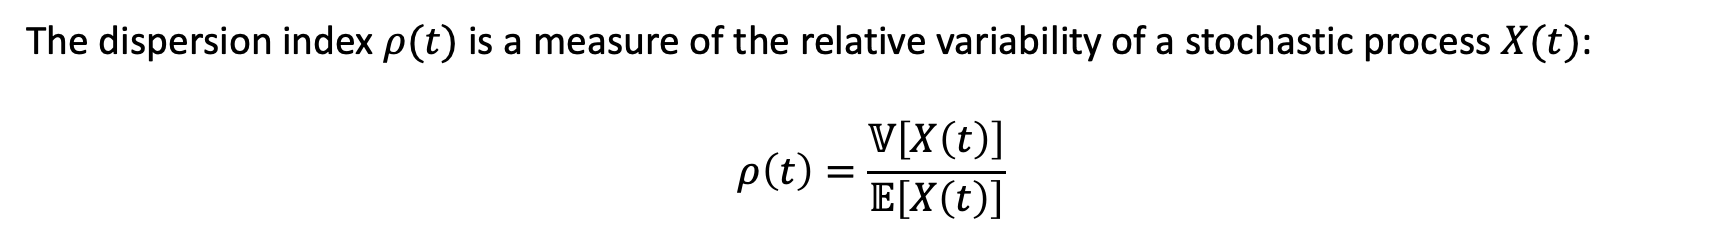 The dispersion index ρ(t) is a measure of the relative variability of a stochastic process X(t):
ρ(t) = 𝕍[X(t)] / 𝔼[X(t)]